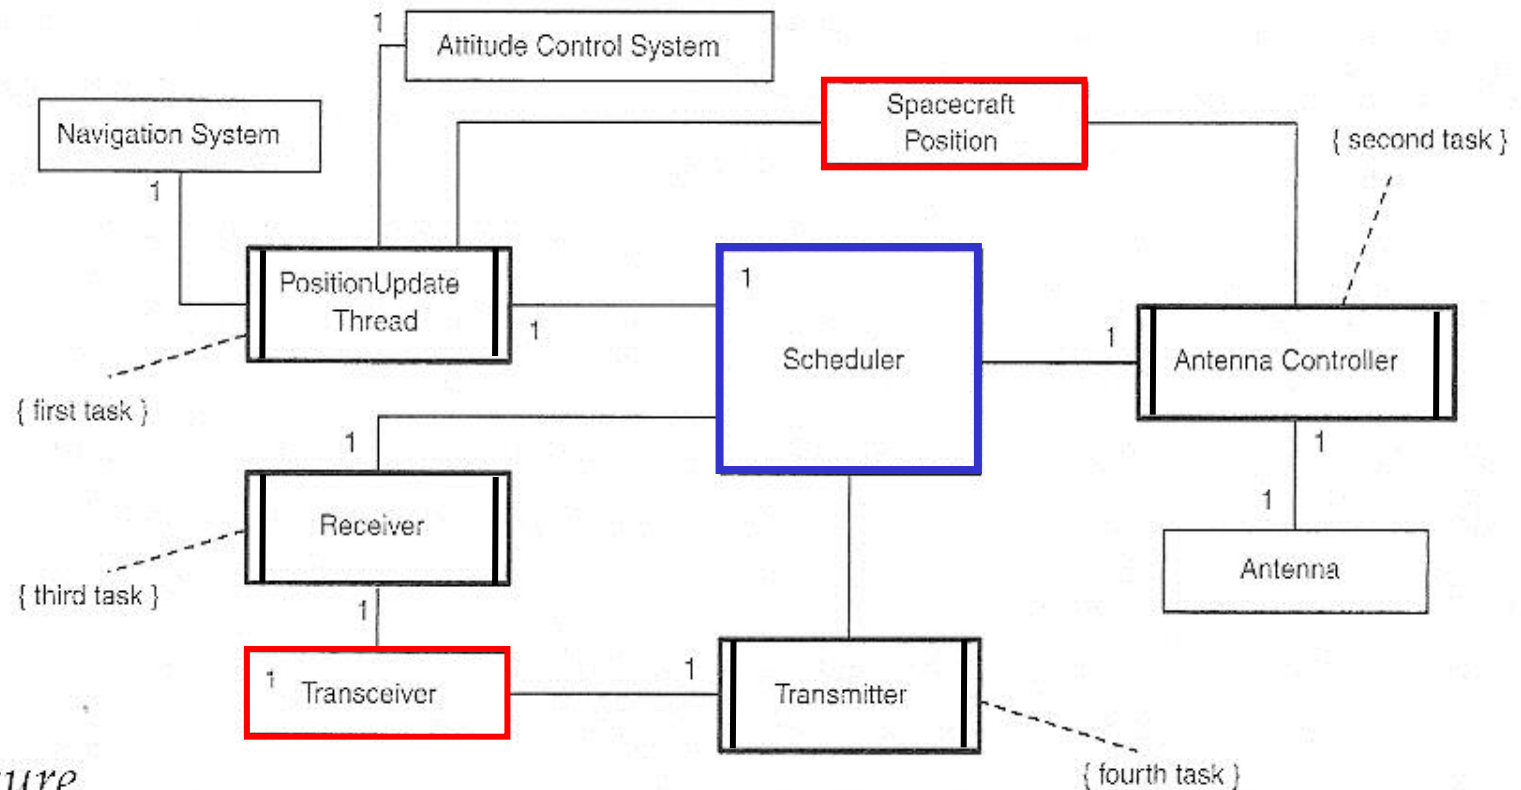 1
Attitude Control System
Spacecraft
Position
Navigation System
1
{ second task }
PositionUpdate
Thread
1
1
Scheduler
1
Antenna Controller
{ first task }
1
1
Receiver
1
Antenna
{ third task }
1
1
Transceiver
1
Transmitter
{ fourth task }